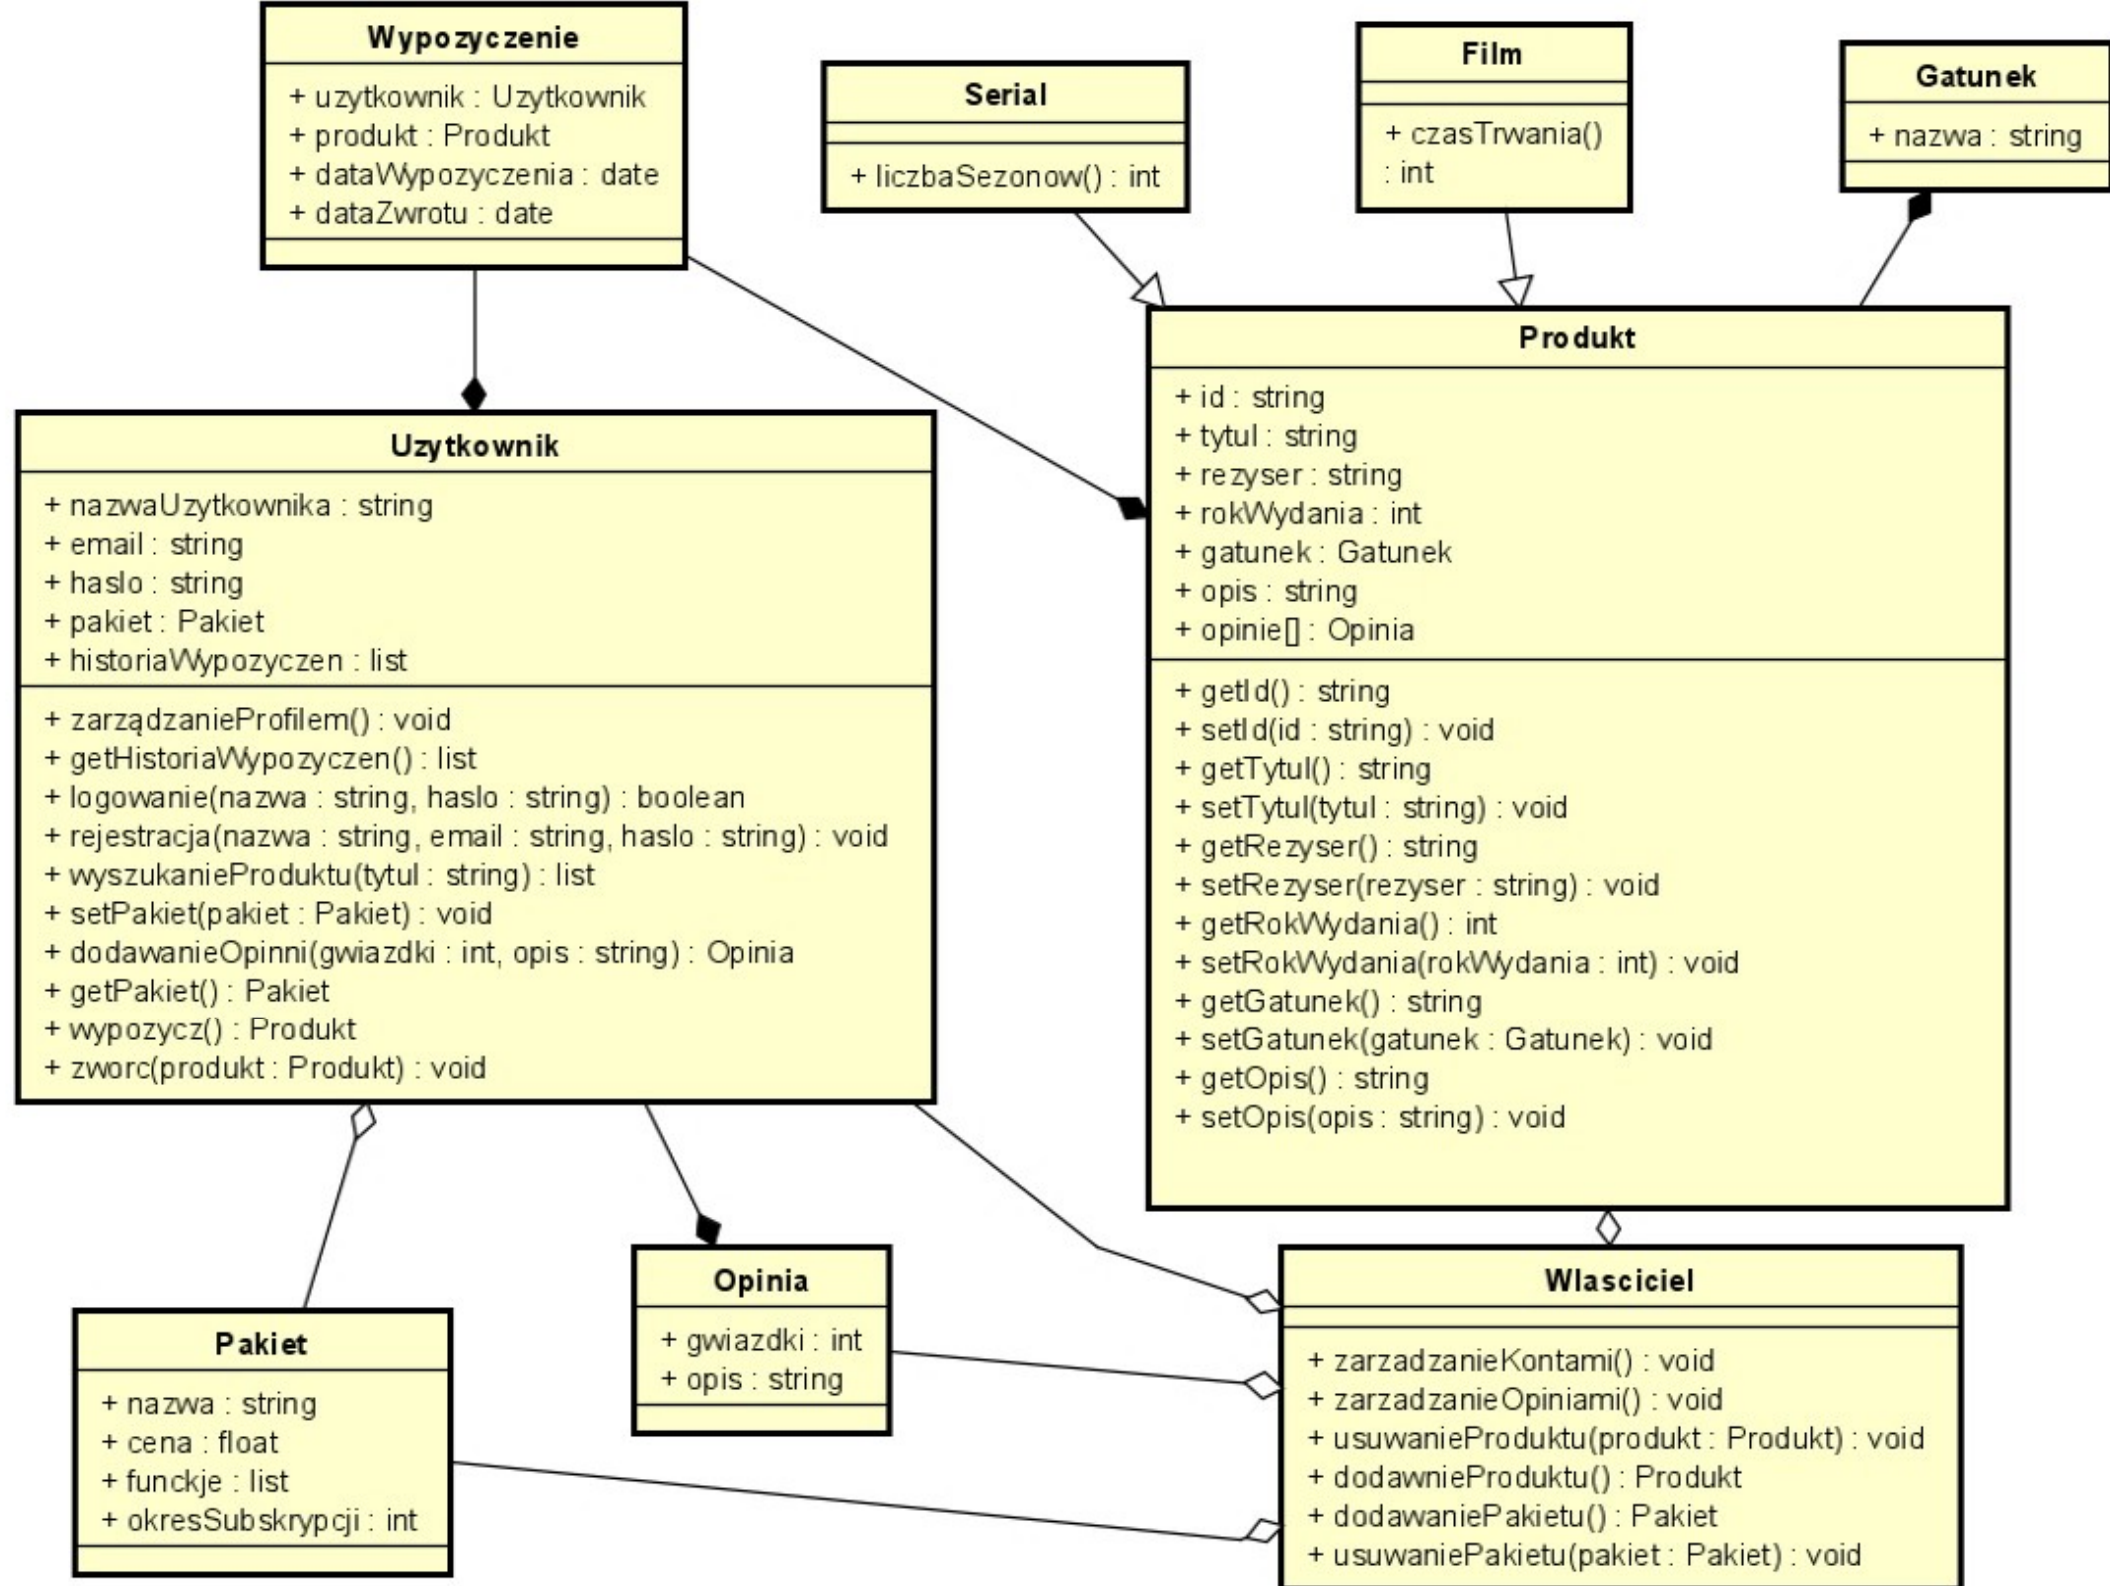 Wypozyczenie
+ uzytkownik : Uzytkownik
+ produkt : Produkt
+ dataWypozyczenia : date
+ dataZwrotu : date
Serial
+ liczbaSezonow() : int
Film
+ czasTrwania()
: int
Gatunek
+ nazwa : string
Uzytkownik
+ nazwaUzytkownika : string
+ email : string
+ haslo : string
+ pakiet : Pakiet
+ historiaWypozyczen : list
+ zarządzanieProfilem() : void
+ getHistoriaWypozyczen() : list
+ logowanie(nazwa : string, haslo : string) : boolean
+ rejestracja(nazwa : string, email : string, haslo : string) : void
+ wyszukanieProduktu(tytul : string) : list
+ setPakiet(pakiet : Pakiet) : void
+ dodawanieOpinni(gwiazdki : int, opis : string) : Opinia
+ getPakiet() : Pakiet
+ wypozycz() : Produkt
+ zworc(produkt : Produkt) : void
Produkt
+ id : string
+ tytul : string
+ rezyser : string
+ rokWydania : int
+ gatunek : Gatunek
+ opis : string
+ opinie[] : Opinia
+ getId() : string
+ setId(id : string) : void
+ getTytul() : string
+ setTytul(tytul : string) : void
+ getRezyser() : string
+ setRezyser(rezyser : string) : void
+ getRokWydania() : int
+ setRokWydania(rokWydania : int) : void
+ getGatunek() : string
+ setGatunek(gatunek : Gatunek) : void
+ getOpis() : string
+ setOpis(opis : string) : void
Pakiet
+ nazwa : string
+ cena : float
+ funckje : list
+ okresSubskrypcji : int
Opinia
+ gwiazdki : int
+ opis : string
Wlasciciel
+ zarzadzanieKontami() : void
+ zarzadzanieOpiniami() : void
+ usuwanieProduktu(produkt : Produkt) : void
+ dodawnieProduktu() : Produkt
+ dodawaniePakietu() : Pakiet
+ usuwaniePakietu(pakiet : Pakiet) : void